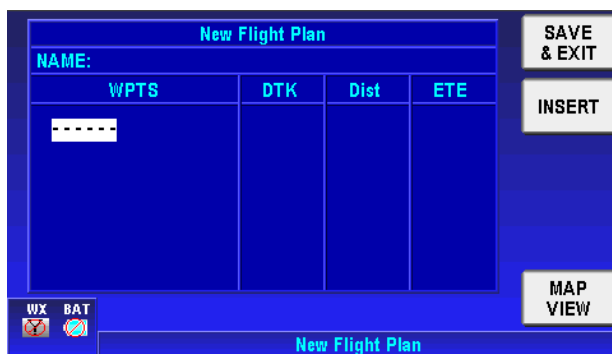 New Flight Plan
NAME:
WPTS DTK Dist ETE
------
SAVE
& EXIT
INSERT
MAP
VIEW
WX BAT
New Flight Plan